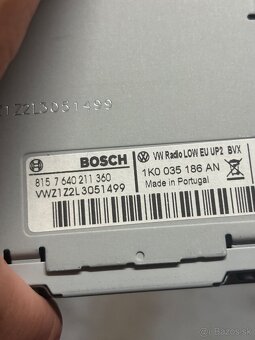 VWZ1Z2L3051499
BOSCH
VW Radio LOW EU UP2 BVX
815 7 640 211 360
1K0 035 186 AN
VWZ1Z2L3051499
Made in Portugal
© Bazos.sk